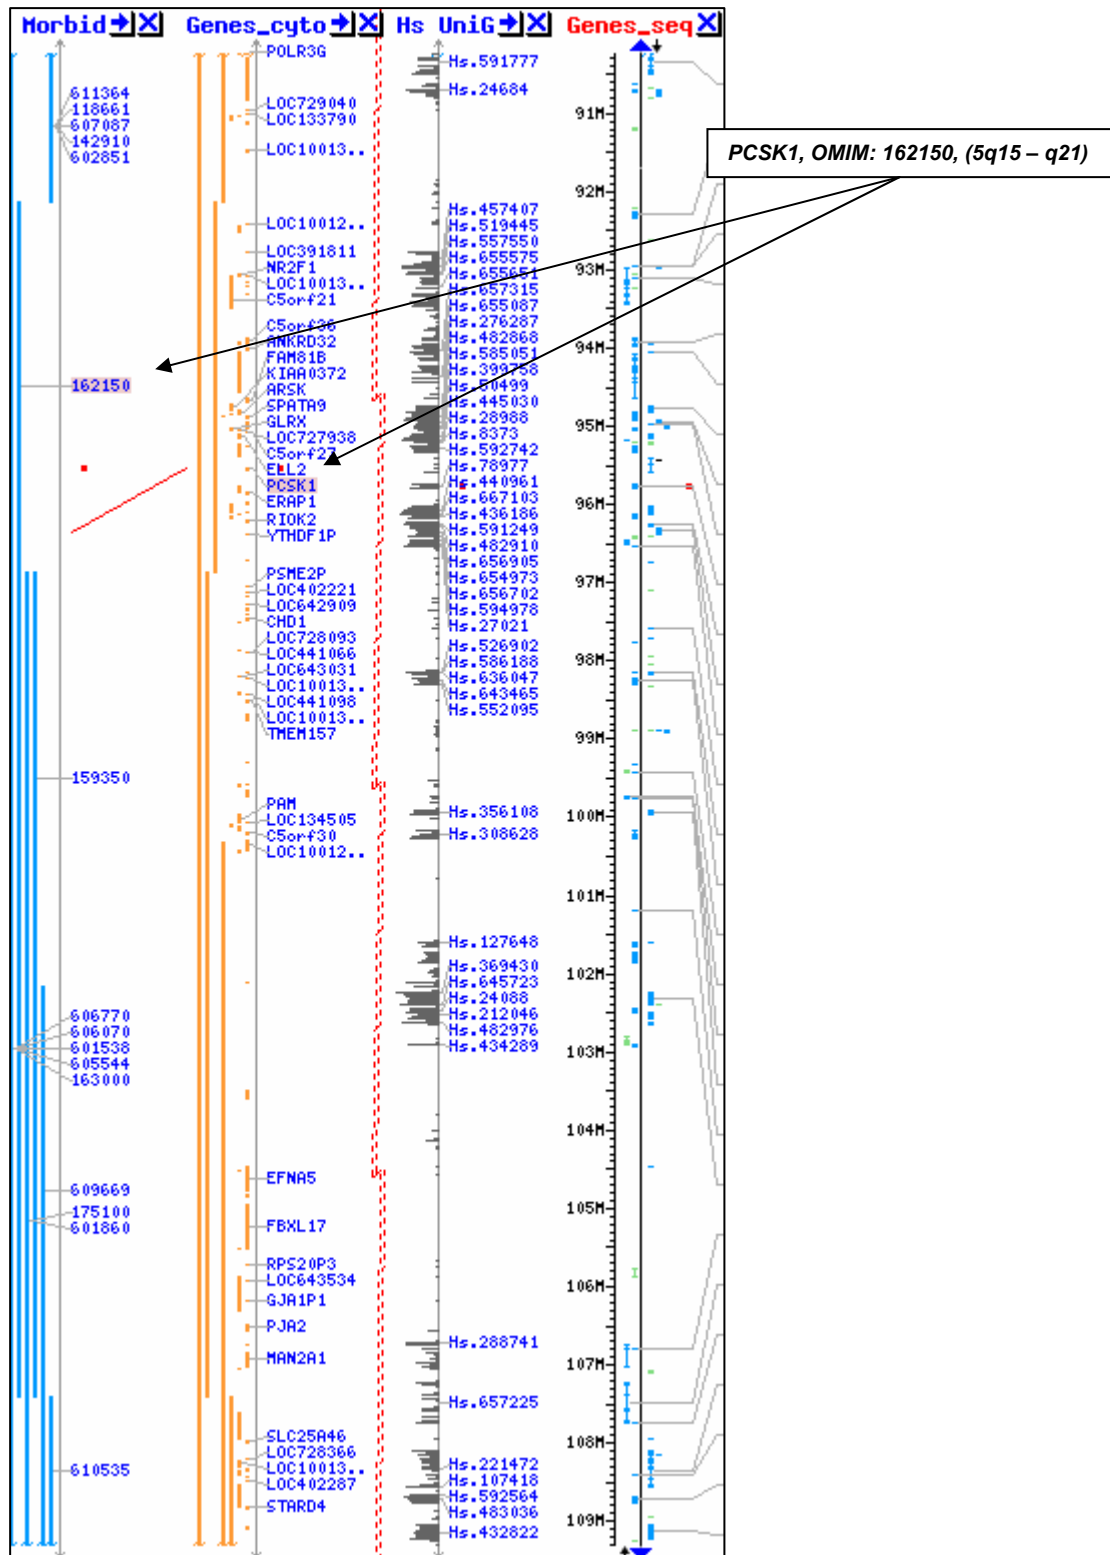 Morbid
Genes_cyto
Hs UniG
Genes_seq
611364
118661
607087
142910
602851
162150
159350
606770
606070
601538
605544
163000
609669
175100
601860
610535
POLR3G
LOC729040
LOC133790
LOC10013..
LOC10012..
LOC391811
NR2F1
LOC10013..
C5orf21
C5orf36
ANKRD32
FAM81B
KIAA0372
ARSK
SPATA9
GLRX
LOC727938
C5orf27
ELL2
PCSK1
ERAP1
RIOK2
YTHDF1P
PSME2P
LOC402221
LOC642909
CHD1
LOC728093
LOC441066
LOC643031
LOC10013..
LOC441098
LOC10013..
TMEM157
PAM
LOC134505
C5orf30
LOC10012..
EFNA5
FBXL17
RPS20P3
LOC643534
GJA1P1
PJA2
MAN2A1
SLC25A46
LOC728366
LOC10013..
LOC402287
STARD4
Hs.591777
Hs.24684
Hs.457407
Hs.519445
Hs.557550
Hs.655575
Hs.655651
Hs.657315
Hs.655087
Hs.276287
Hs.482868
Hs.585051
Hs.399758
Hs.50499
Hs.445030
Hs.28988
Hs.8373
Hs.592742
Hs.78977
Hs.440961
Hs.667103
Hs.436186
Hs.591249
Hs.482910
Hs.656905
Hs.654973
Hs.656702
Hs.594978
Hs.27021
Hs.526902
Hs.586188
Hs.636047
Hs.643465
Hs.552095
Hs.356108
Hs.308628
Hs.127648
Hs.369430
Hs.645723
Hs.24088
Hs.212046
Hs.482976
Hs.434289
Hs.288741
Hs.657225
Hs.221472
Hs.107418
Hs.592564
Hs.483036
Hs.432822
91M
92M
93M
94M
95M
96M
97M
98M
99M
100M
101M
102M
103M
104M
105M
106M
107M
108M
109M
PCSK1, OMIM: 162150, (5q15 – q21)